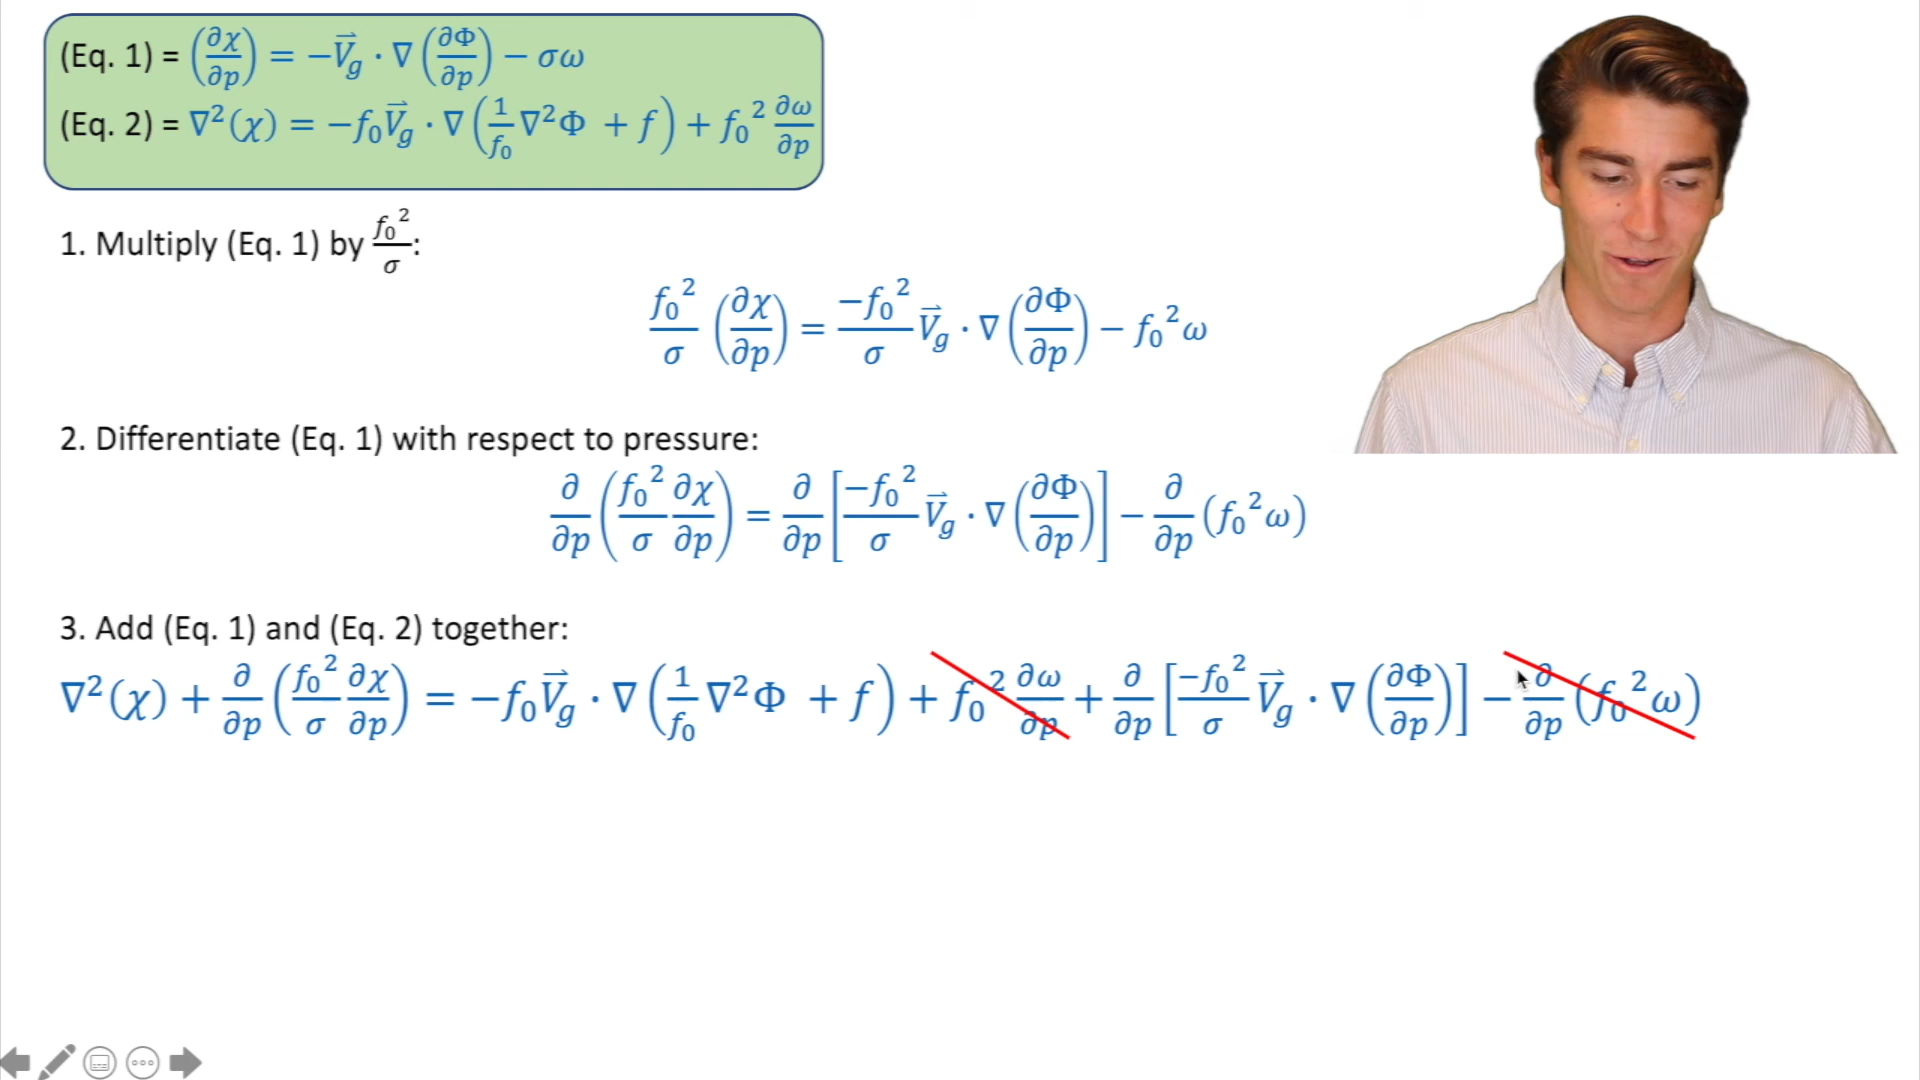 (Eq. 1) = (∂χ/∂p) = −V⃗g · ∇(∂Φ/∂p) − σω
(Eq. 2) = ∇²(χ) = −f₀V⃗g · ∇(1/f₀ ∇²Φ + f) + f₀² ∂ω/∂p
1. Multiply (Eq. 1) by f₀²/σ:
f₀²/σ (∂χ/∂p) = −f₀²/σ V⃗g · ∇(∂Φ/∂p) − f₀²ω
2. Differentiate (Eq. 1) with respect to pressure:
∂/∂p (f₀²/σ ∂χ/∂p) = ∂/∂p [−f₀²/σ V⃗g · ∇(∂Φ/∂p)] − ∂/∂p (f₀²ω)
3. Add (Eq. 1) and (Eq. 2) together:
∇²(χ) + ∂/∂p (f₀²/σ ∂χ/∂p) = −f₀V⃗g · ∇(1/f₀ ∇²Φ + f) + f₀² ∂ω/∂p + ∂/∂p [−f₀²/σ V⃗g · ∇(∂Φ/∂p)] − ∂/∂p (f₀²ω)